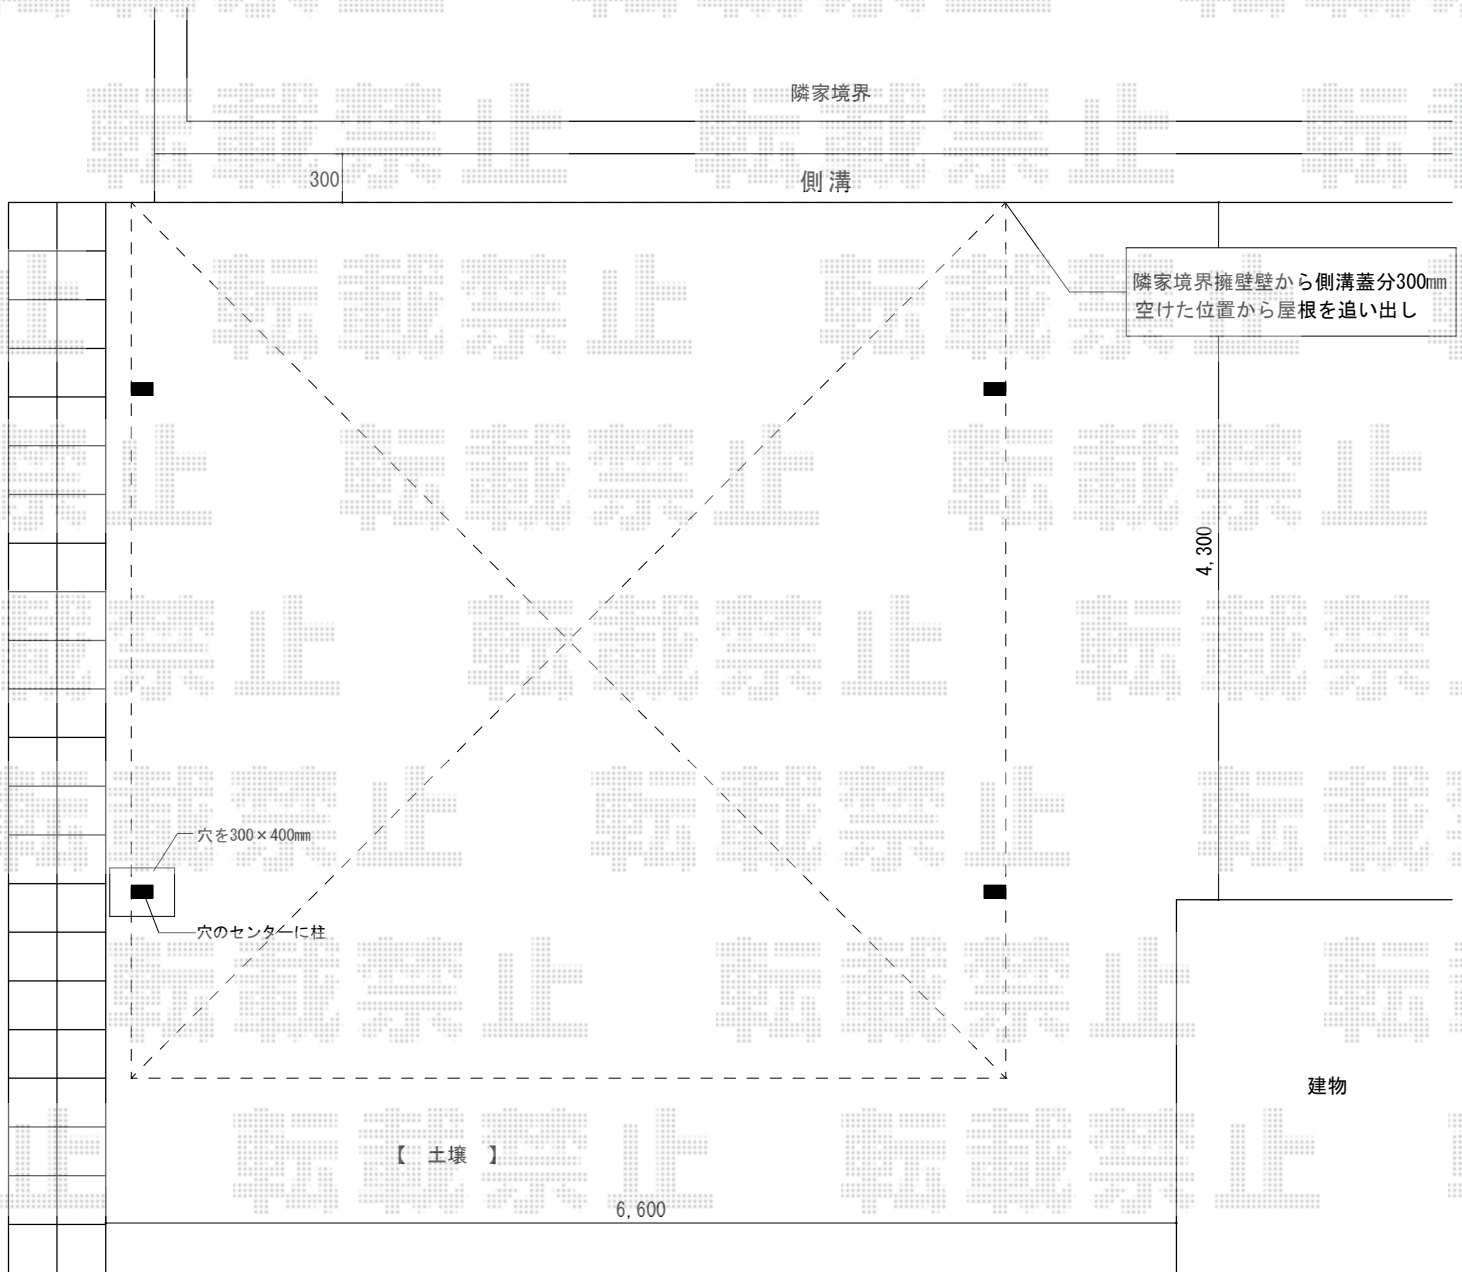 隣家境界
300
側溝
隣家境界擁壁壁から側溝蓋分300㎜
空けた位置から屋根を追い出し
4,300
穴を300×400㎜
穴のセンターに柱
建物
【 土壌 】
6,600
転載禁止